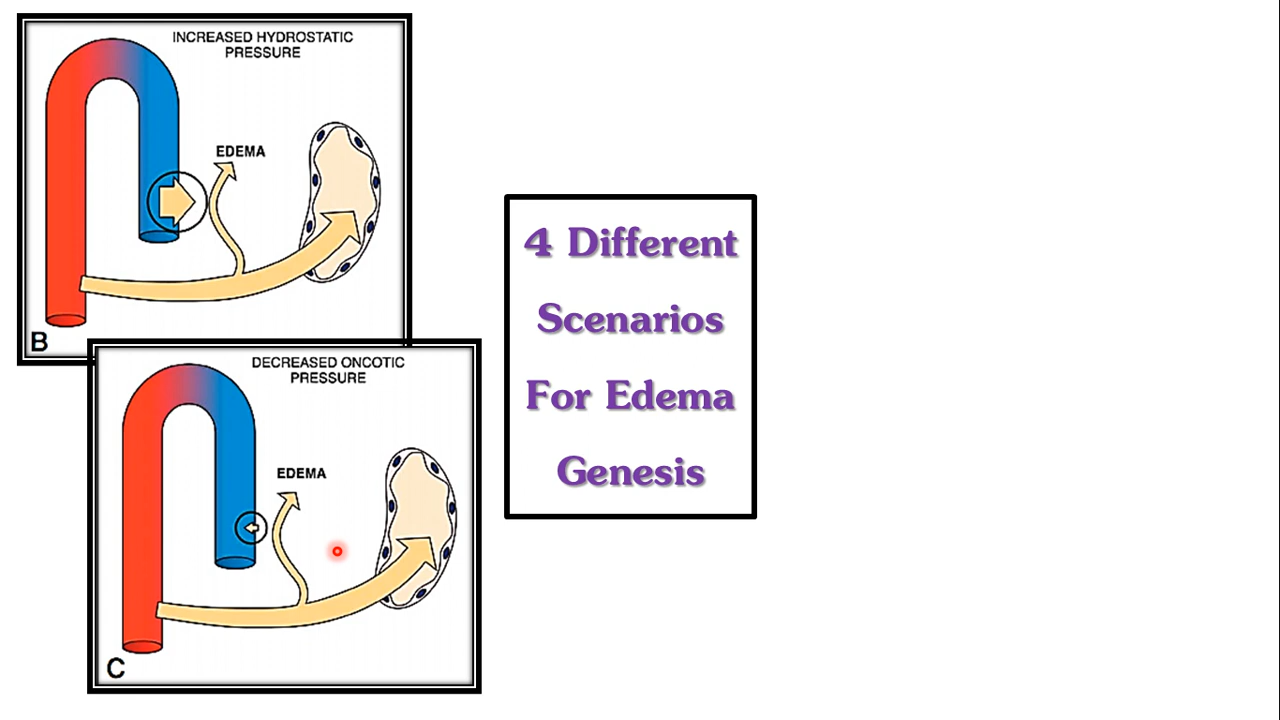 INCREASED HYDROSTATIC
PRESSURE
EDEMA
B
DECREASED ONCOTIC
PRESSURE
EDEMA
C
4 Different
Scenarios
For Edema
Genesis